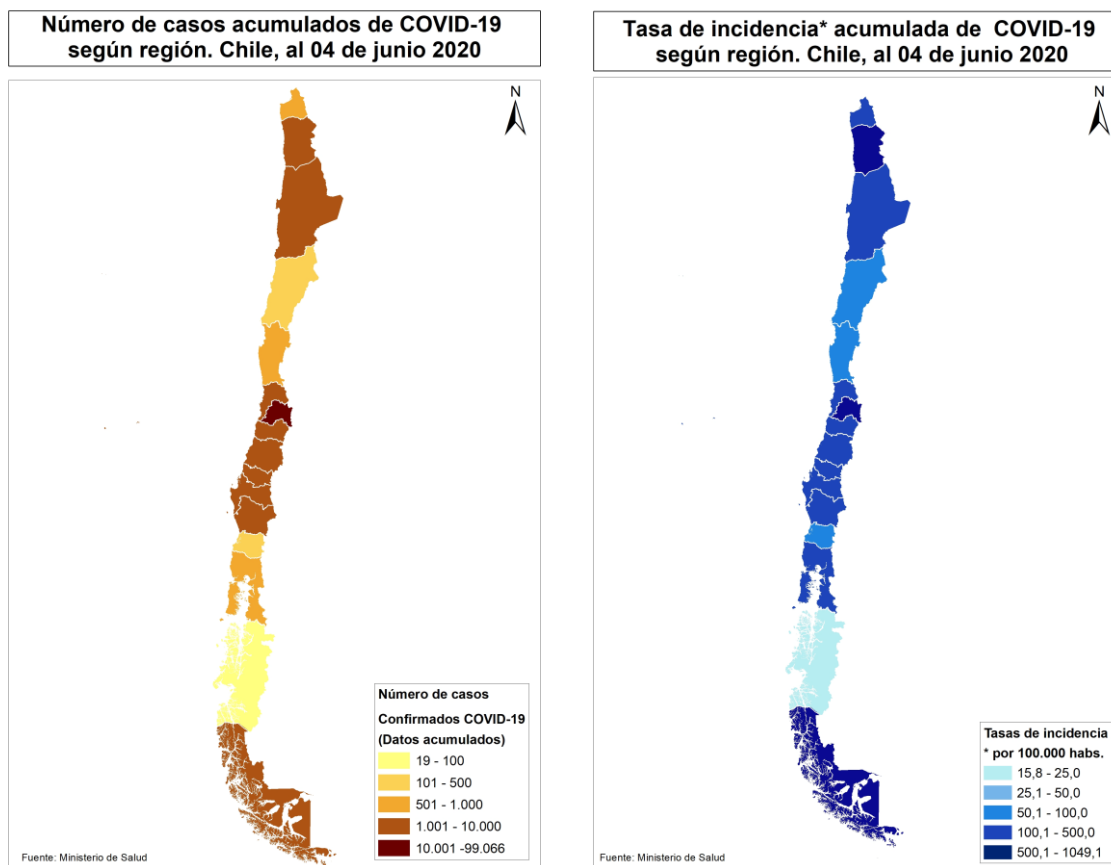 Número de casos acumulados de COVID-19
según región. Chile, al 04 de junio 2020
N
Número de casos
Confirmados COVID-19
(Datos acumulados)
19 - 100
101 - 500
501 - 1.000
1.001 - 10.000
10.001 -99.066
Fuente: Ministerio de Salud
Tasa de incidencia* acumulada de COVID-19
según región. Chile, al 04 de junio 2020
N
Tasas de incidencia
* por 100.000 habs.
15,8 - 25,0
25,1 - 50,0
50,1 - 100,0
100,1 - 500,0
500,1 - 1049,1
Fuente: Ministerio de Salud